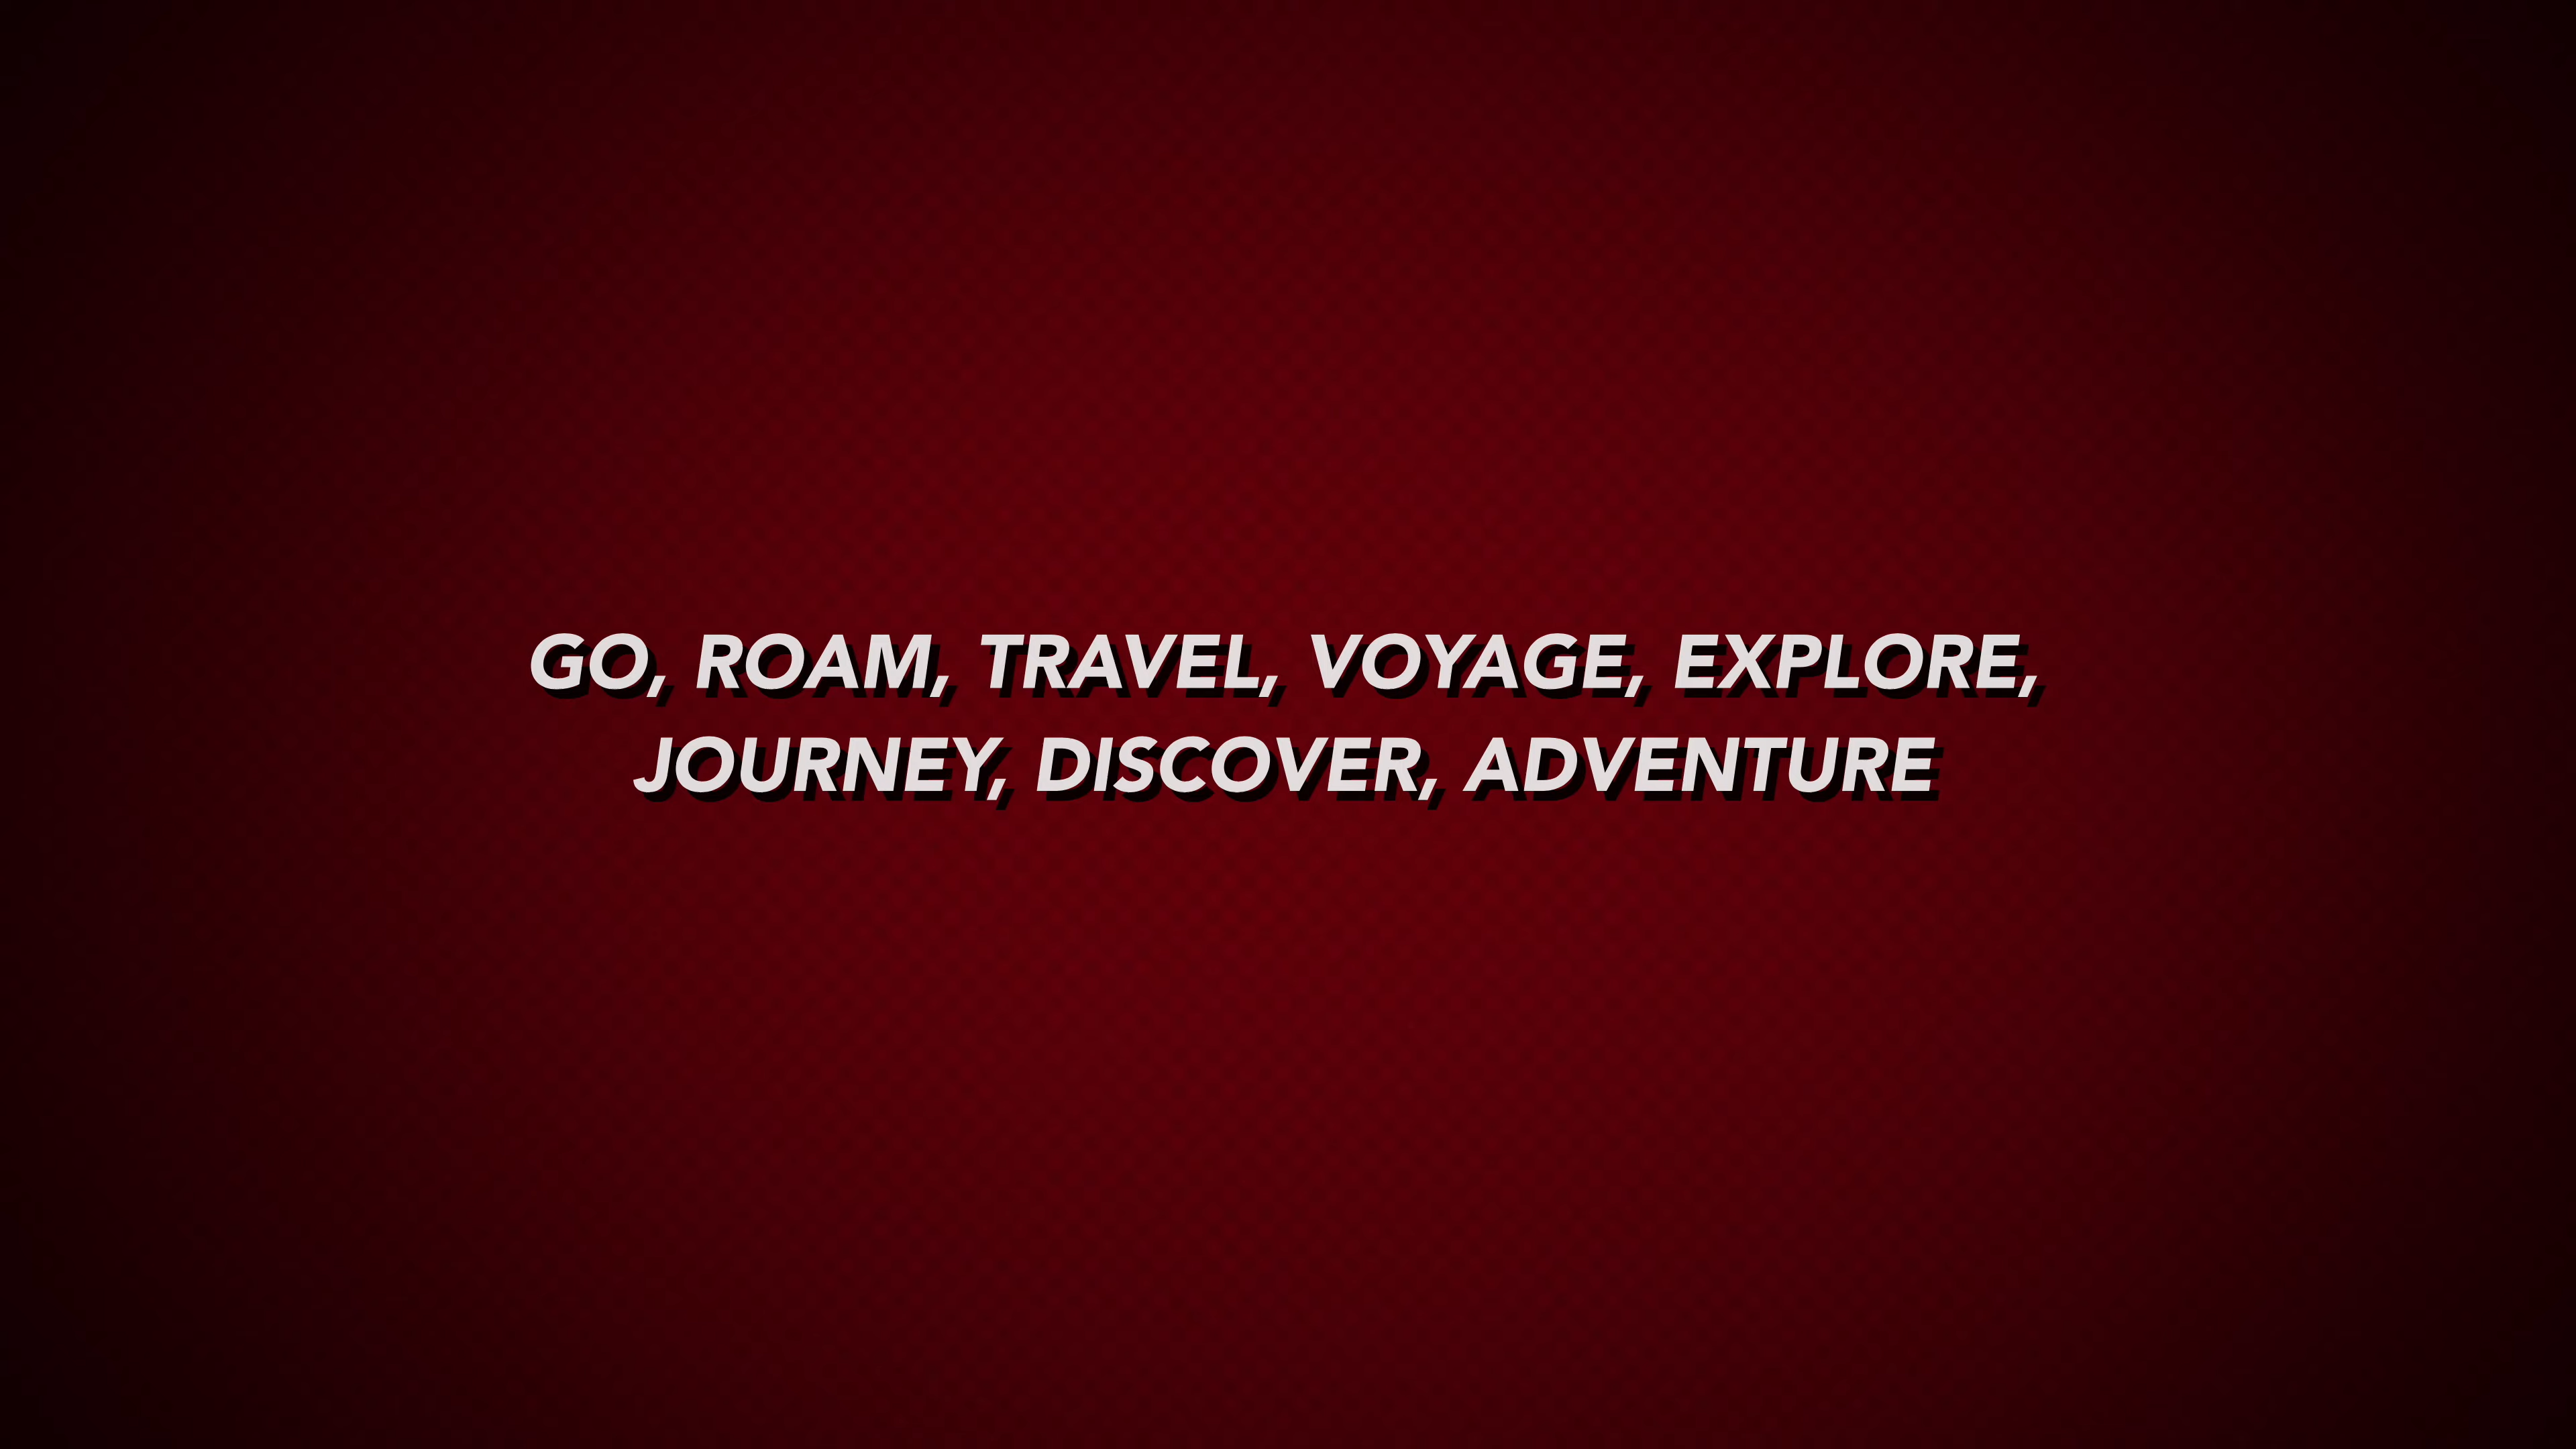 GO, ROAM, TRAVEL, VOYAGE, EXPLORE,
JOURNEY, DISCOVER, ADVENTURE